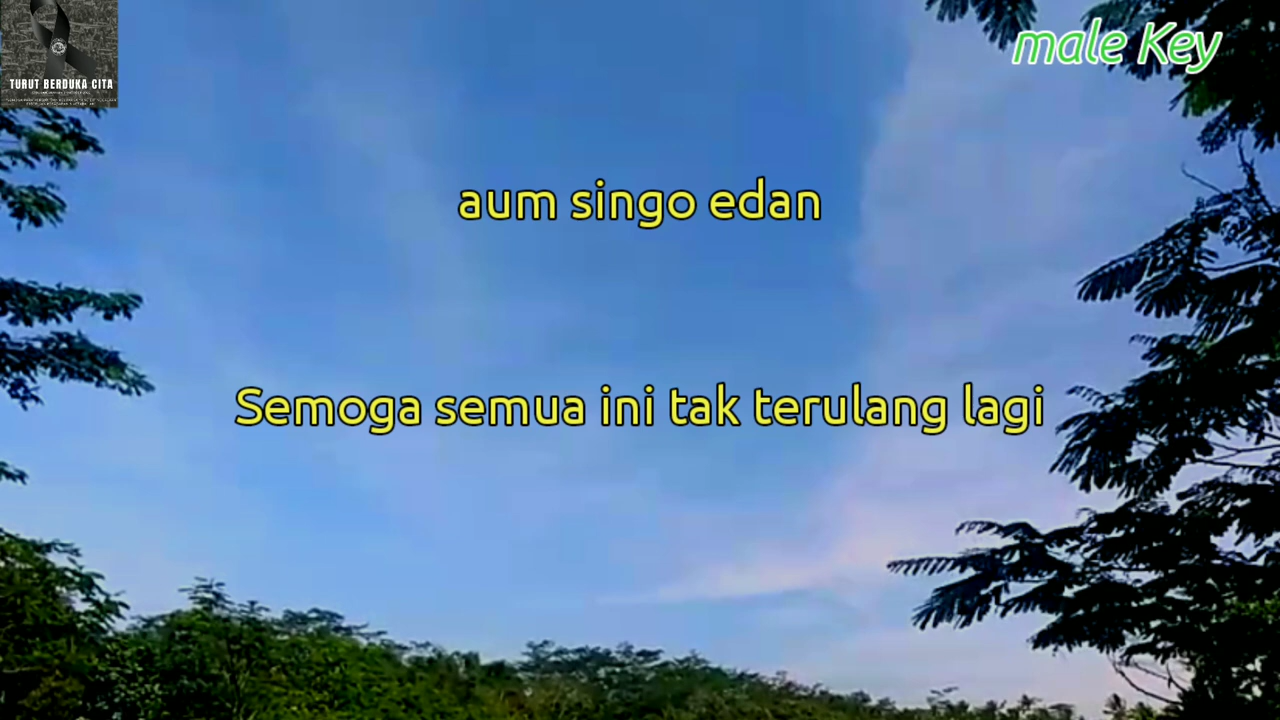 TURUT BERDUKA CITA
male Key
aum singo edan
Semoga semua ini tak terulang lagi